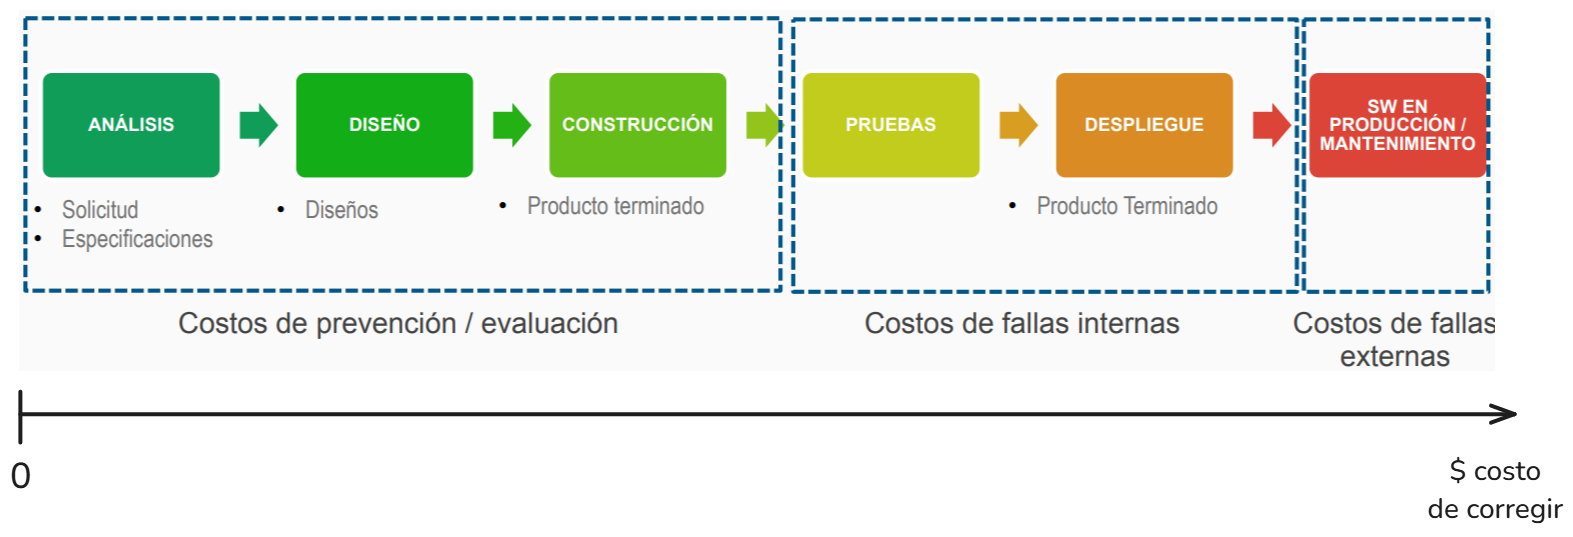 ANÁLISIS
DISEÑO
CONSTRUCCIÓN
PRUEBAS
DESPLIEGUE
SW EN
PRODUCCIÓN /
MANTENIMIENTO
• Solicitud
• Especificaciones
• Diseños
• Producto terminado
• Producto Terminado
Costos de prevención / evaluación
Costos de fallas internas
Costos de fallas
externas
0
$ costo
de corregir